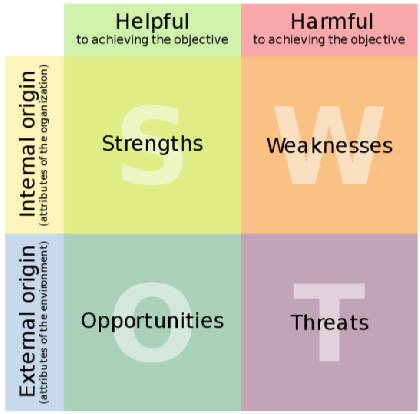 Helpful
to achieving the objective
Harmful
to achieving the objective
Internal origin
(attributes of the organization)
S
Strengths
W
Weaknesses
External origin
(attributes of the environment)
O
Opportunities
T
Threats